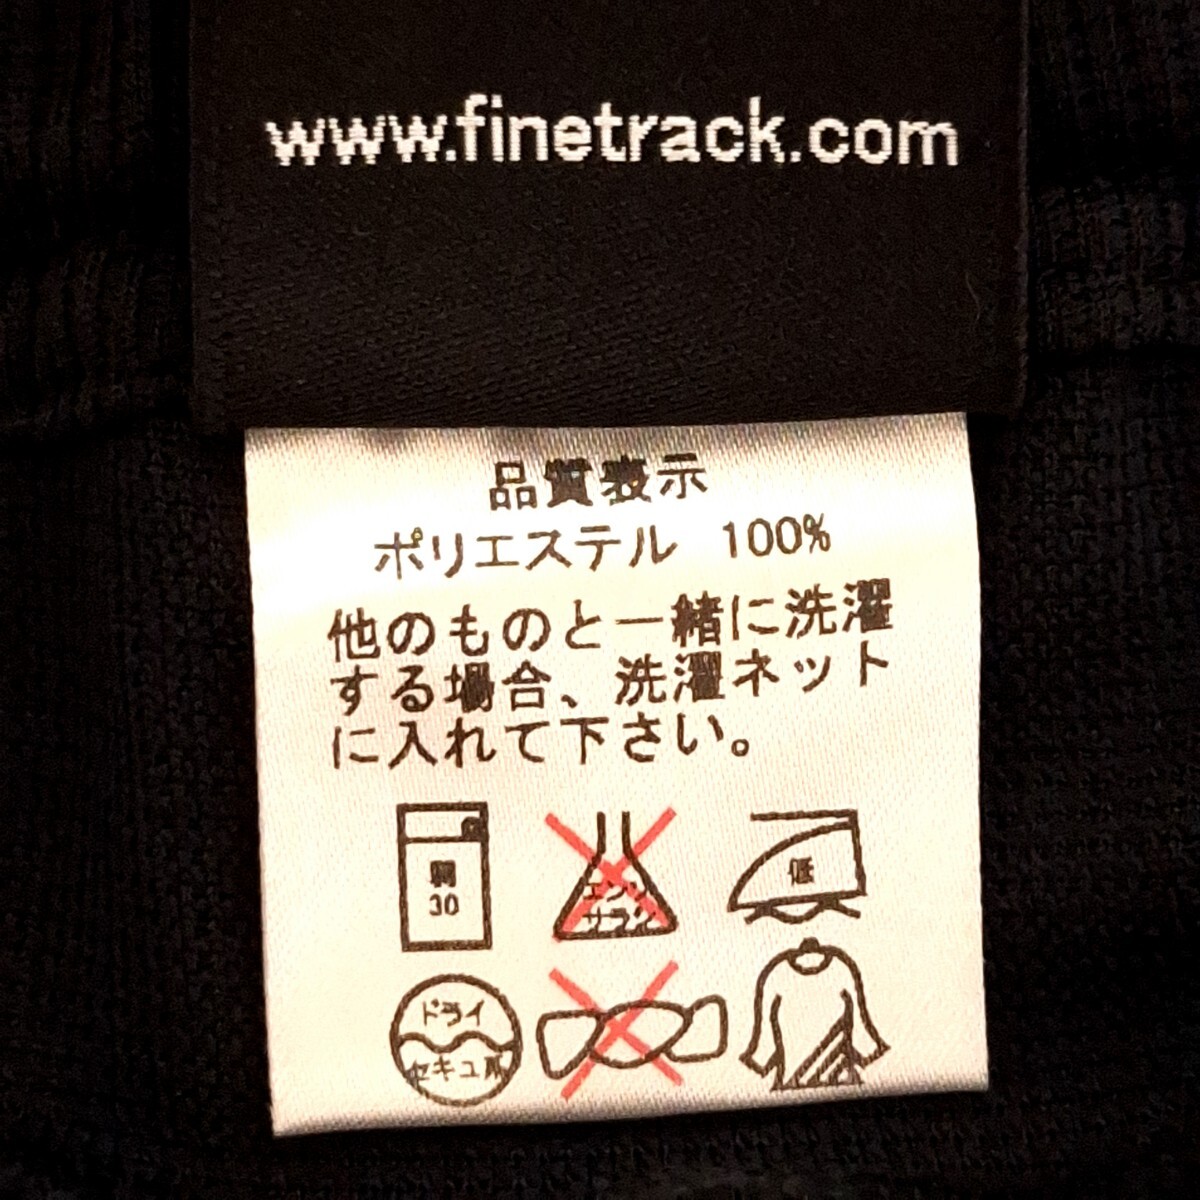 www.finetrack.com
品質表示
ポリエステル 100%
他のものと一緒に洗濯
する場合、洗濯ネット
に入れて下さい。
30
エンソ
サラシ
低
ドライ
セキユ系